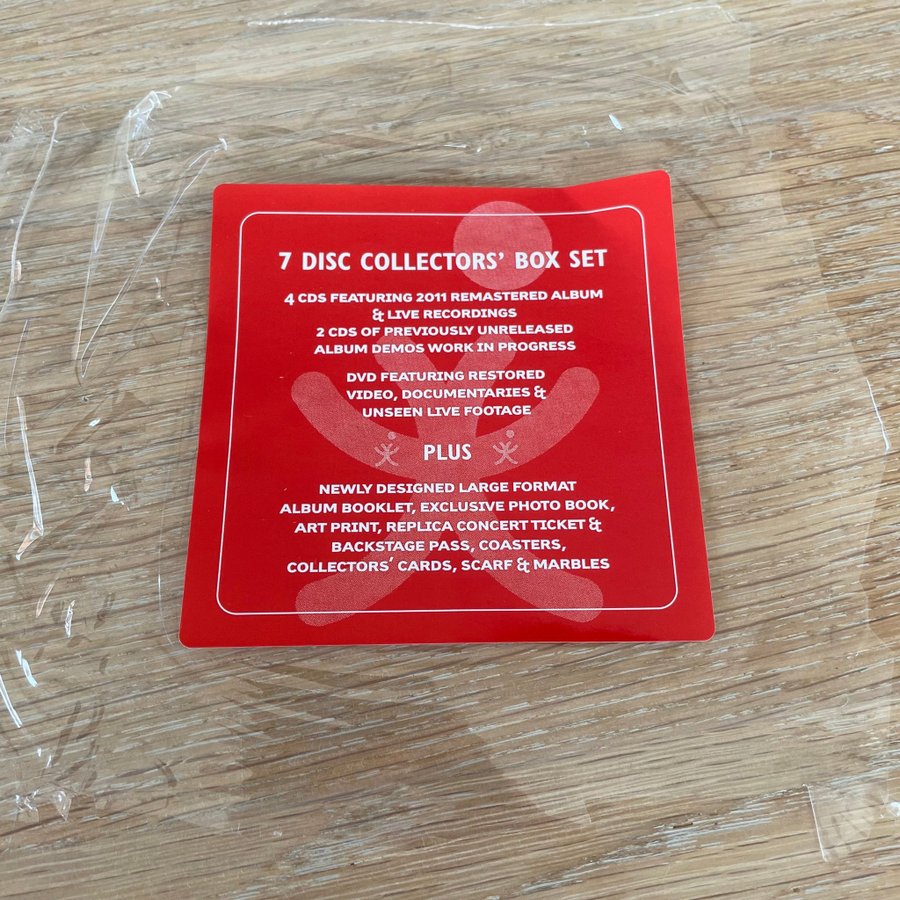 7 DISC COLLECTORS' BOX SET
4 CDS FEATURING 2011 REMASTERED ALBUM
& LIVE RECORDINGS
2 CDS OF PREVIOUSLY UNRELEASED
ALBUM DEMOS WORK IN PROGRESS
DVD FEATURING RESTORED
VIDEO, DOCUMENTARIES &
UNSEEN LIVE FOOTAGE
PLUS
NEWLY DESIGNED LARGE FORMAT
ALBUM BOOKLET, EXCLUSIVE PHOTO BOOK,
ART PRINT, REPLICA CONCERT TICKET &
BACKSTAGE PASS, COASTERS,
COLLECTORS' CARDS, SCARF & MARBLES